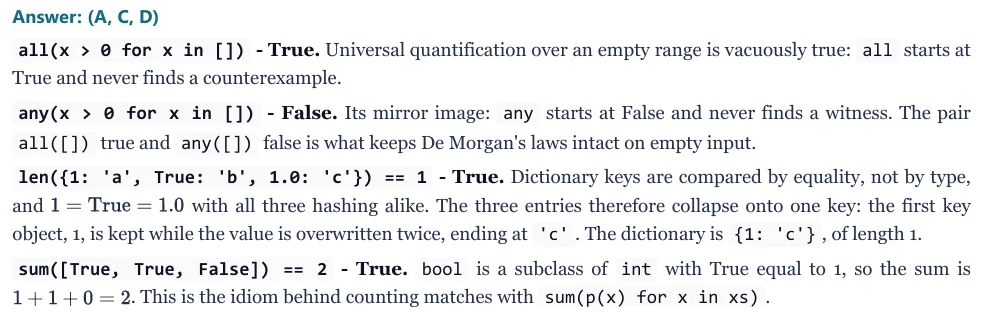 Answer: (A, C, D)
all(x > 0 for x in []) - True. Universal quantification over an empty range is vacuously true: all starts at
True and never finds a counterexample.
any(x > 0 for x in []) - False. Its mirror image: any starts at False and never finds a witness. The pair
all([]) true and any([]) false is what keeps De Morgan's laws intact on empty input.
len({1: 'a', True: 'b', 1.0: 'c'}) == 1 - True. Dictionary keys are compared by equality, not by type,
and 1 = True = 1.0 with all three hashing alike. The three entries therefore collapse onto one key: the first key
object, 1, is kept while the value is overwritten twice, ending at 'c' . The dictionary is {1: 'c'} , of length 1.
sum([True, True, False]) == 2 - True. bool is a subclass of int with True equal to 1, so the sum is
1 + 1 + 0 = 2. This is the idiom behind counting matches with sum(p(x) for x in xs) .